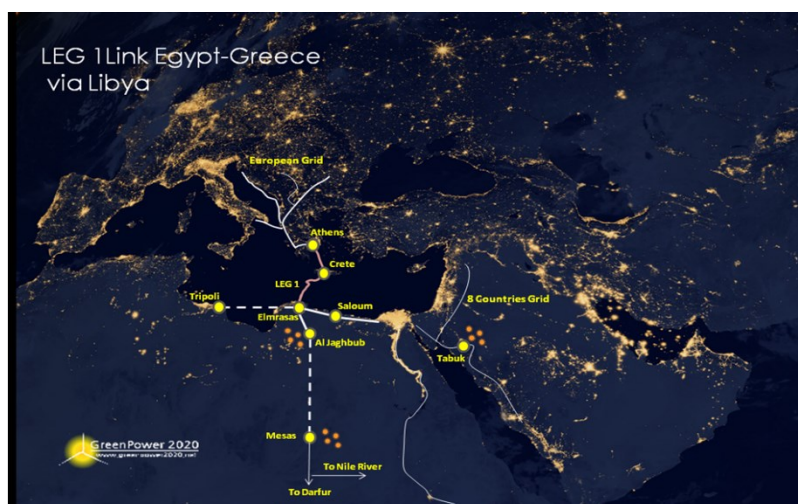 LEG 1Link Egypt-Greece
via Libya
European Grid
Athens
Crete
LEG 1
Tripoli
Elmrasas
Saloum
8 Countries Grid
Al Jaghbub
Tabuk
Mesas
To Nile River
To Darfur
GreenPower 2020